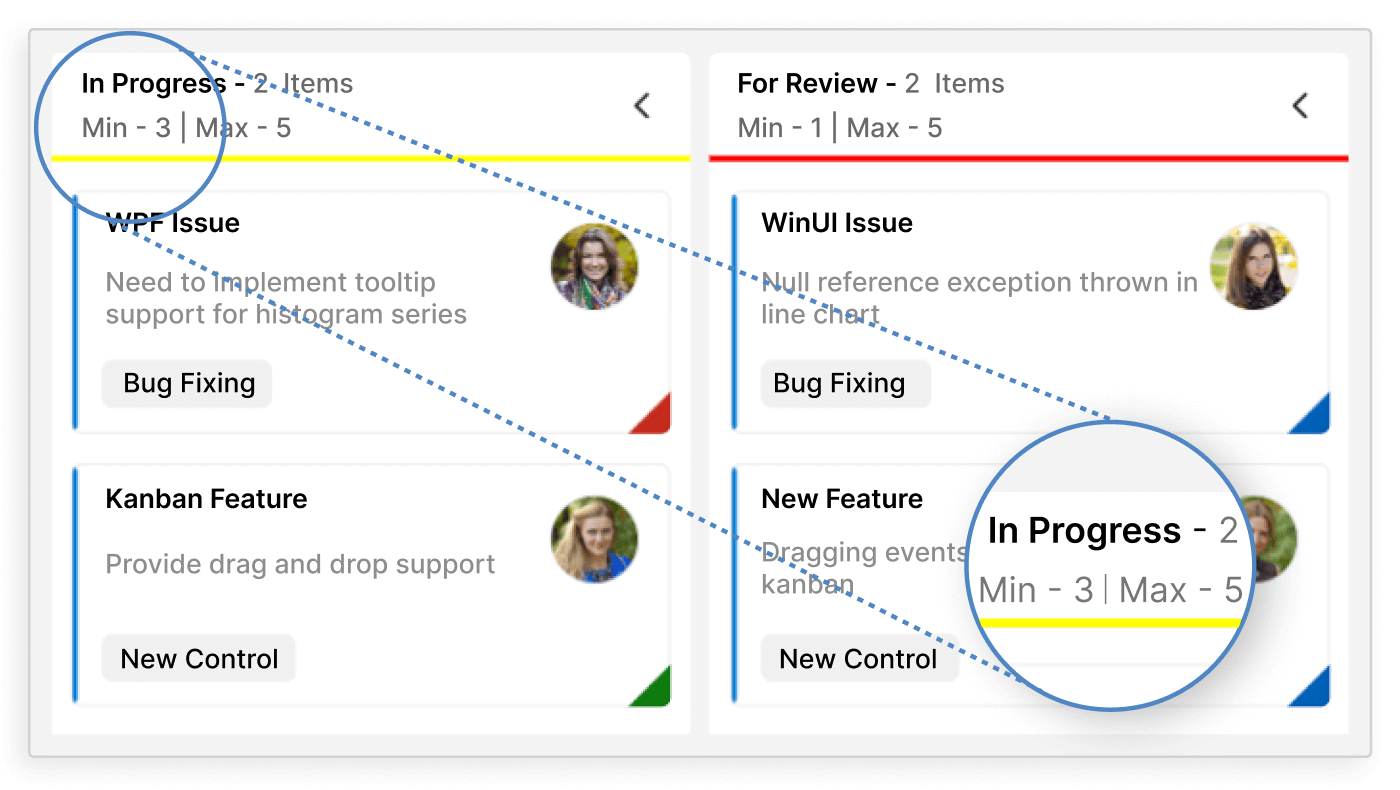 In Progress - 2 Items
Min - 3 | Max - 5
WPF Issue
Need to implement tooltip
support for histogram series
Bug Fixing
Kanban Feature
Provide drag and drop support
New Control
For Review - 2 Items
Min - 1 | Max - 5
WinUI Issue
Null reference exception thrown in
line chart
Bug Fixing
New Feature
Dragging events
kanban
New Control
In Progress - 2
Min - 3 | Max - 5